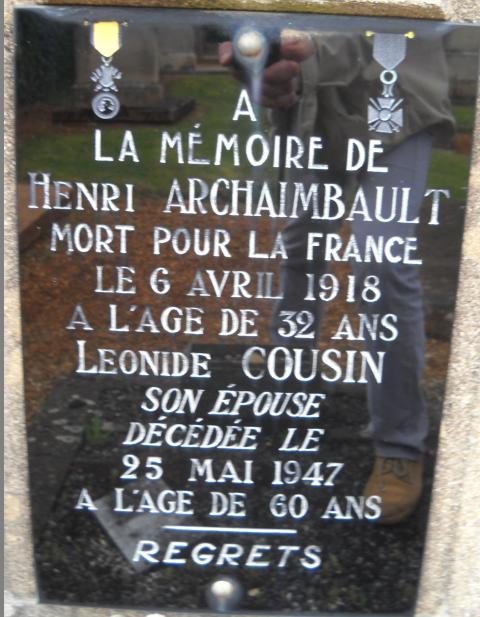 A
LA MÉMOIRE DE
HENRI ARCHAIMBAULT
MORT POUR LA FRANCE
LE 6 AVRIL 1918
A L'AGE DE 32 ANS
LEONIDE COUSIN
SON ÉPOUSE
DÉCÉDÉE LE
25 MAI 1947
A L'AGE DE 60 ANS
REGRETS